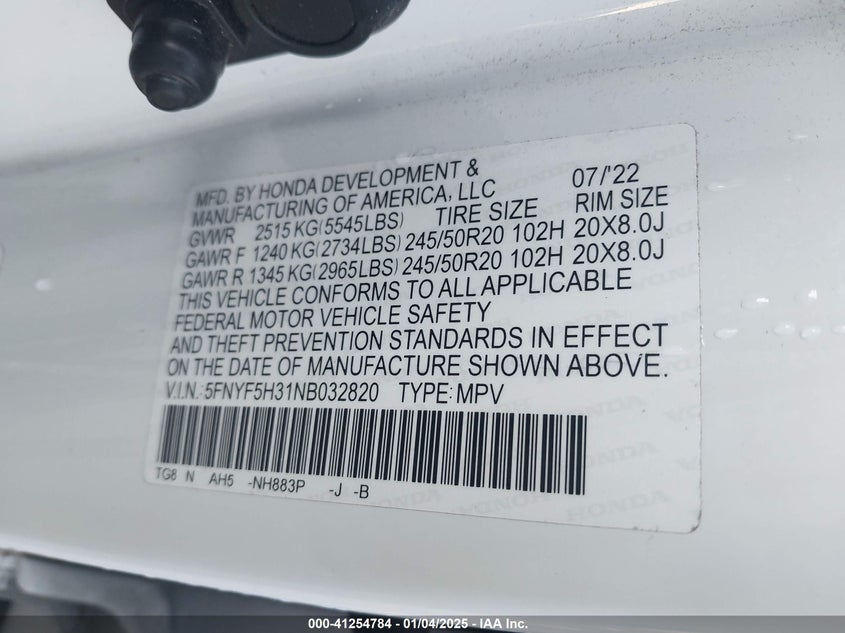 MFD. BY HONDA DEVELOPMENT & 07/'22
MANUFACTURING OF AMERICA, LLC
GVWR 2515 KG(5545LBS) TIRE SIZE RIM SIZE
GAWR F 1240 KG(2734LBS) 245/50R20 102H 20X8.0J
GAWR R 1345 KG(2965LBS) 245/50R20 102H 20X8.0J
THIS VEHICLE CONFORMS TO ALL APPLICABLE
FEDERAL MOTOR VEHICLE SAFETY
AND THEFT PREVENTION STANDARDS IN EFFECT
ON THE DATE OF MANUFACTURE SHOWN ABOVE.
V.I.N.: 5FNYF5H31NB032820 TYPE: MPV
TG8 N AH5 -NH883P -J -B
HONDA
000-41254784 - 01/04/2025 - IAA Inc.